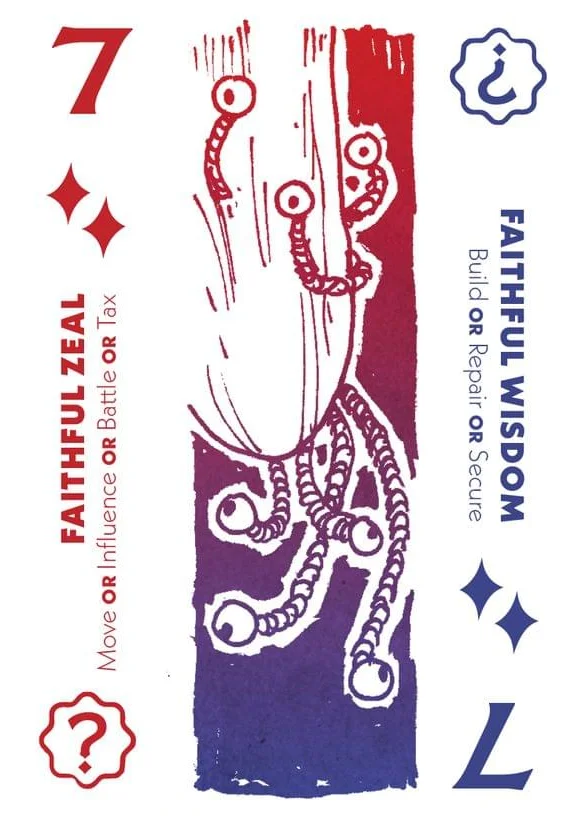 7
FAITHFUL ZEAL
Move OR Influence OR Battle OR Tax
?
?
FAITHFUL WISDOM
Build OR Repair OR Secure
7